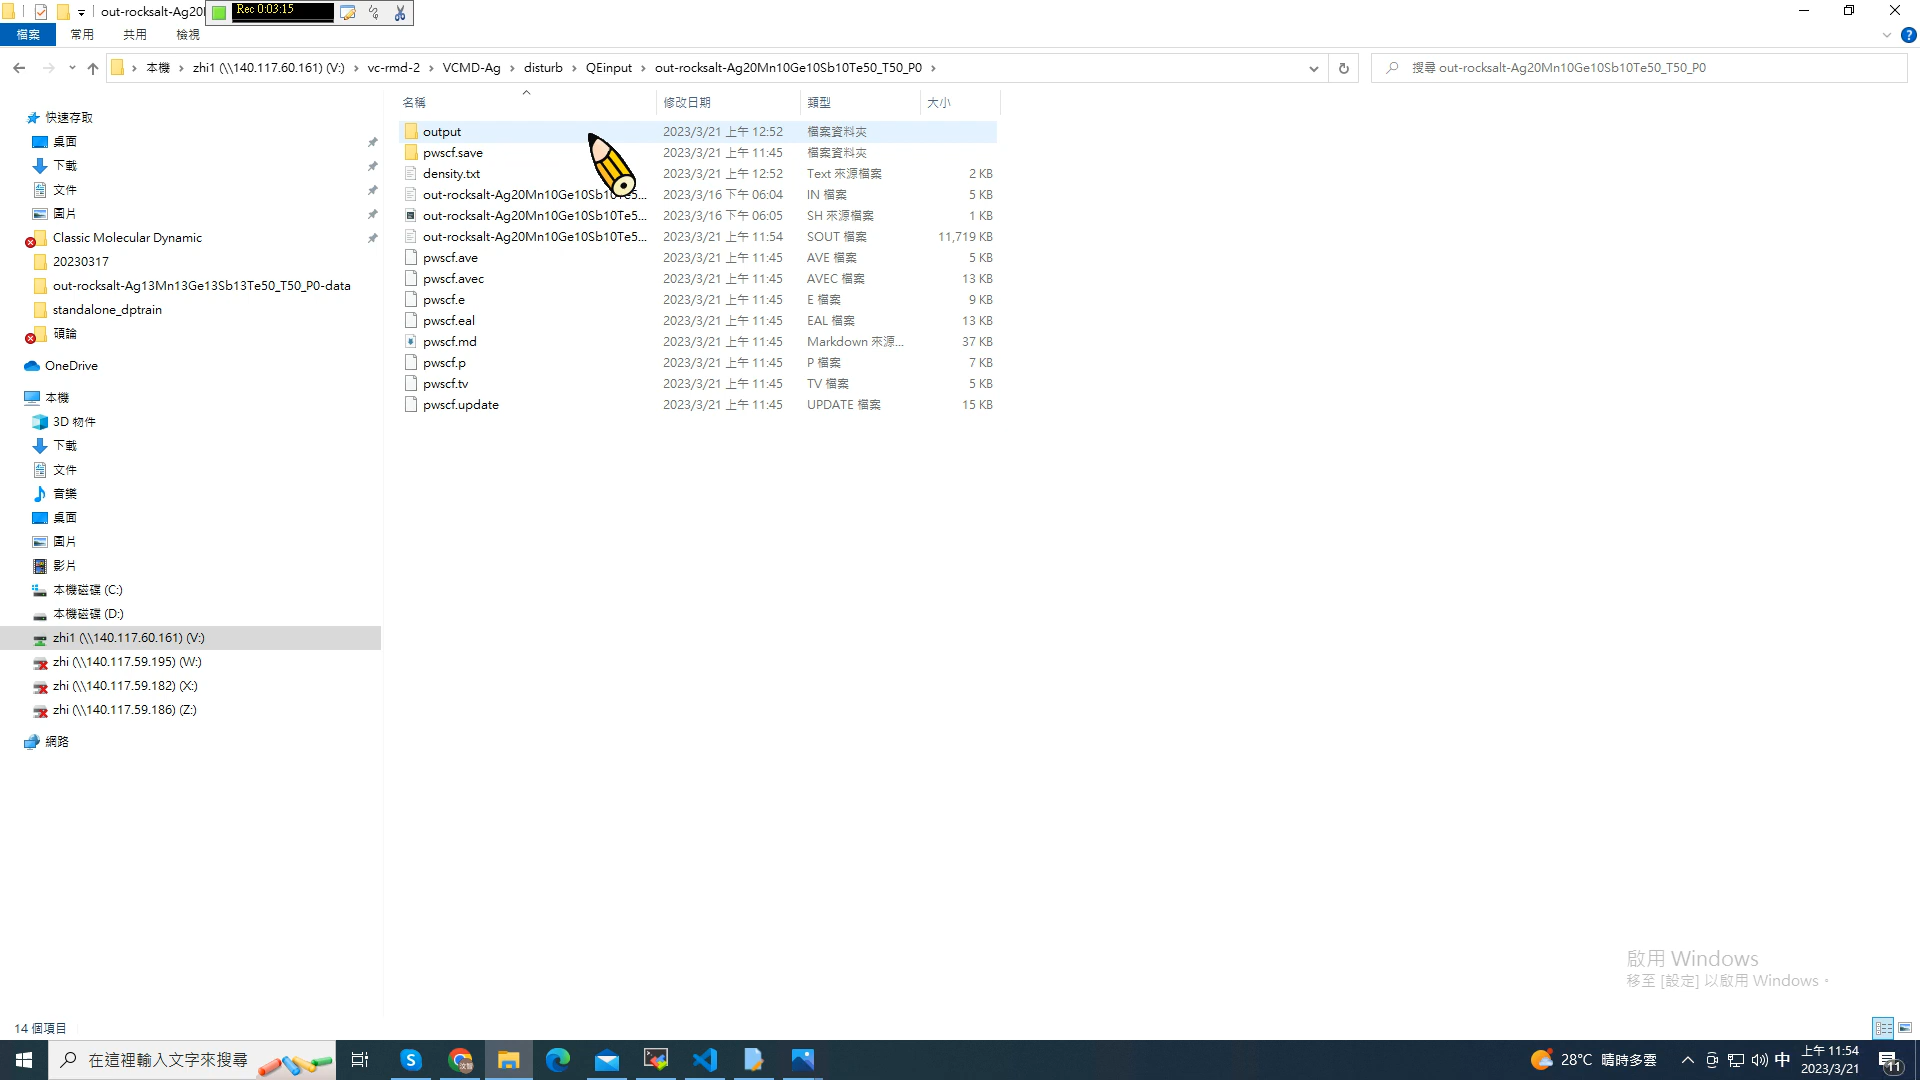 out-rocksalt-Ag20
Rec 0:03:15
檔案 常用 共用 檢視
本機 zhi1 (\\140.117.60.161) (V:) vc-rmd-2 VCMD-Ag disturb QEinput out-rocksalt-Ag20Mn10Ge10Sb10Te50_T50_P0
搜尋 out-rocksalt-Ag20Mn10Ge10Sb10Te50_T50_P0
快速存取
桌面
下載
文件
圖片
Classic Molecular Dynamic
20230317
out-rocksalt-Ag13Mn13Ge13Sb13Te50_T50_P0-data
standalone_dptrain
碩論
OneDrive
本機
3D 物件
下載
文件
音樂
桌面
圖片
影片
本機磁碟 (C:)
本機磁碟 (D:)
zhi1 (\\140.117.60.161) (V:)
zhi (\\140.117.59.195) (W:)
zhi (\\140.117.59.182) (X:)
zhi (\\140.117.59.186) (Z:)
網路
名稱 修改日期 類型 大小
output 2023/3/21 上午 12:52 檔案資料夾
pwscf.save 2023/3/21 上午 11:45 檔案資料夾
density.txt 2023/3/21 上午 12:52 Text 來源檔案 2 KB
out-rocksalt-Ag20Mn10Ge10Sb10Te5... 2023/3/16 下午 06:04 IN 檔案 5 KB
out-rocksalt-Ag20Mn10Ge10Sb10Te5... 2023/3/16 下午 06:05 SH 來源檔案 1 KB
out-rocksalt-Ag20Mn10Ge10Sb10Te5... 2023/3/21 上午 11:54 SOUT 檔案 11,719 KB
pwscf.ave 2023/3/21 上午 11:45 AVE 檔案 5 KB
pwscf.avec 2023/3/21 上午 11:45 AVEC 檔案 13 KB
pwscf.e 2023/3/21 上午 11:45 E 檔案 9 KB
pwscf.eal 2023/3/21 上午 11:45 EAL 檔案 13 KB
pwscf.md 2023/3/21 上午 11:45 Markdown 來源... 37 KB
pwscf.p 2023/3/21 上午 11:45 P 檔案 7 KB
pwscf.tv 2023/3/21 上午 11:45 TV 檔案 5 KB
pwscf.update 2023/3/21 上午 11:45 UPDATE 檔案 15 KB
啟用 Windows
移至 [設定] 以啟用 Windows。
14 個項目
在這裡輸入文字來搜尋
28°C 晴時多雲
中
上午 11:54
2023/3/21
11